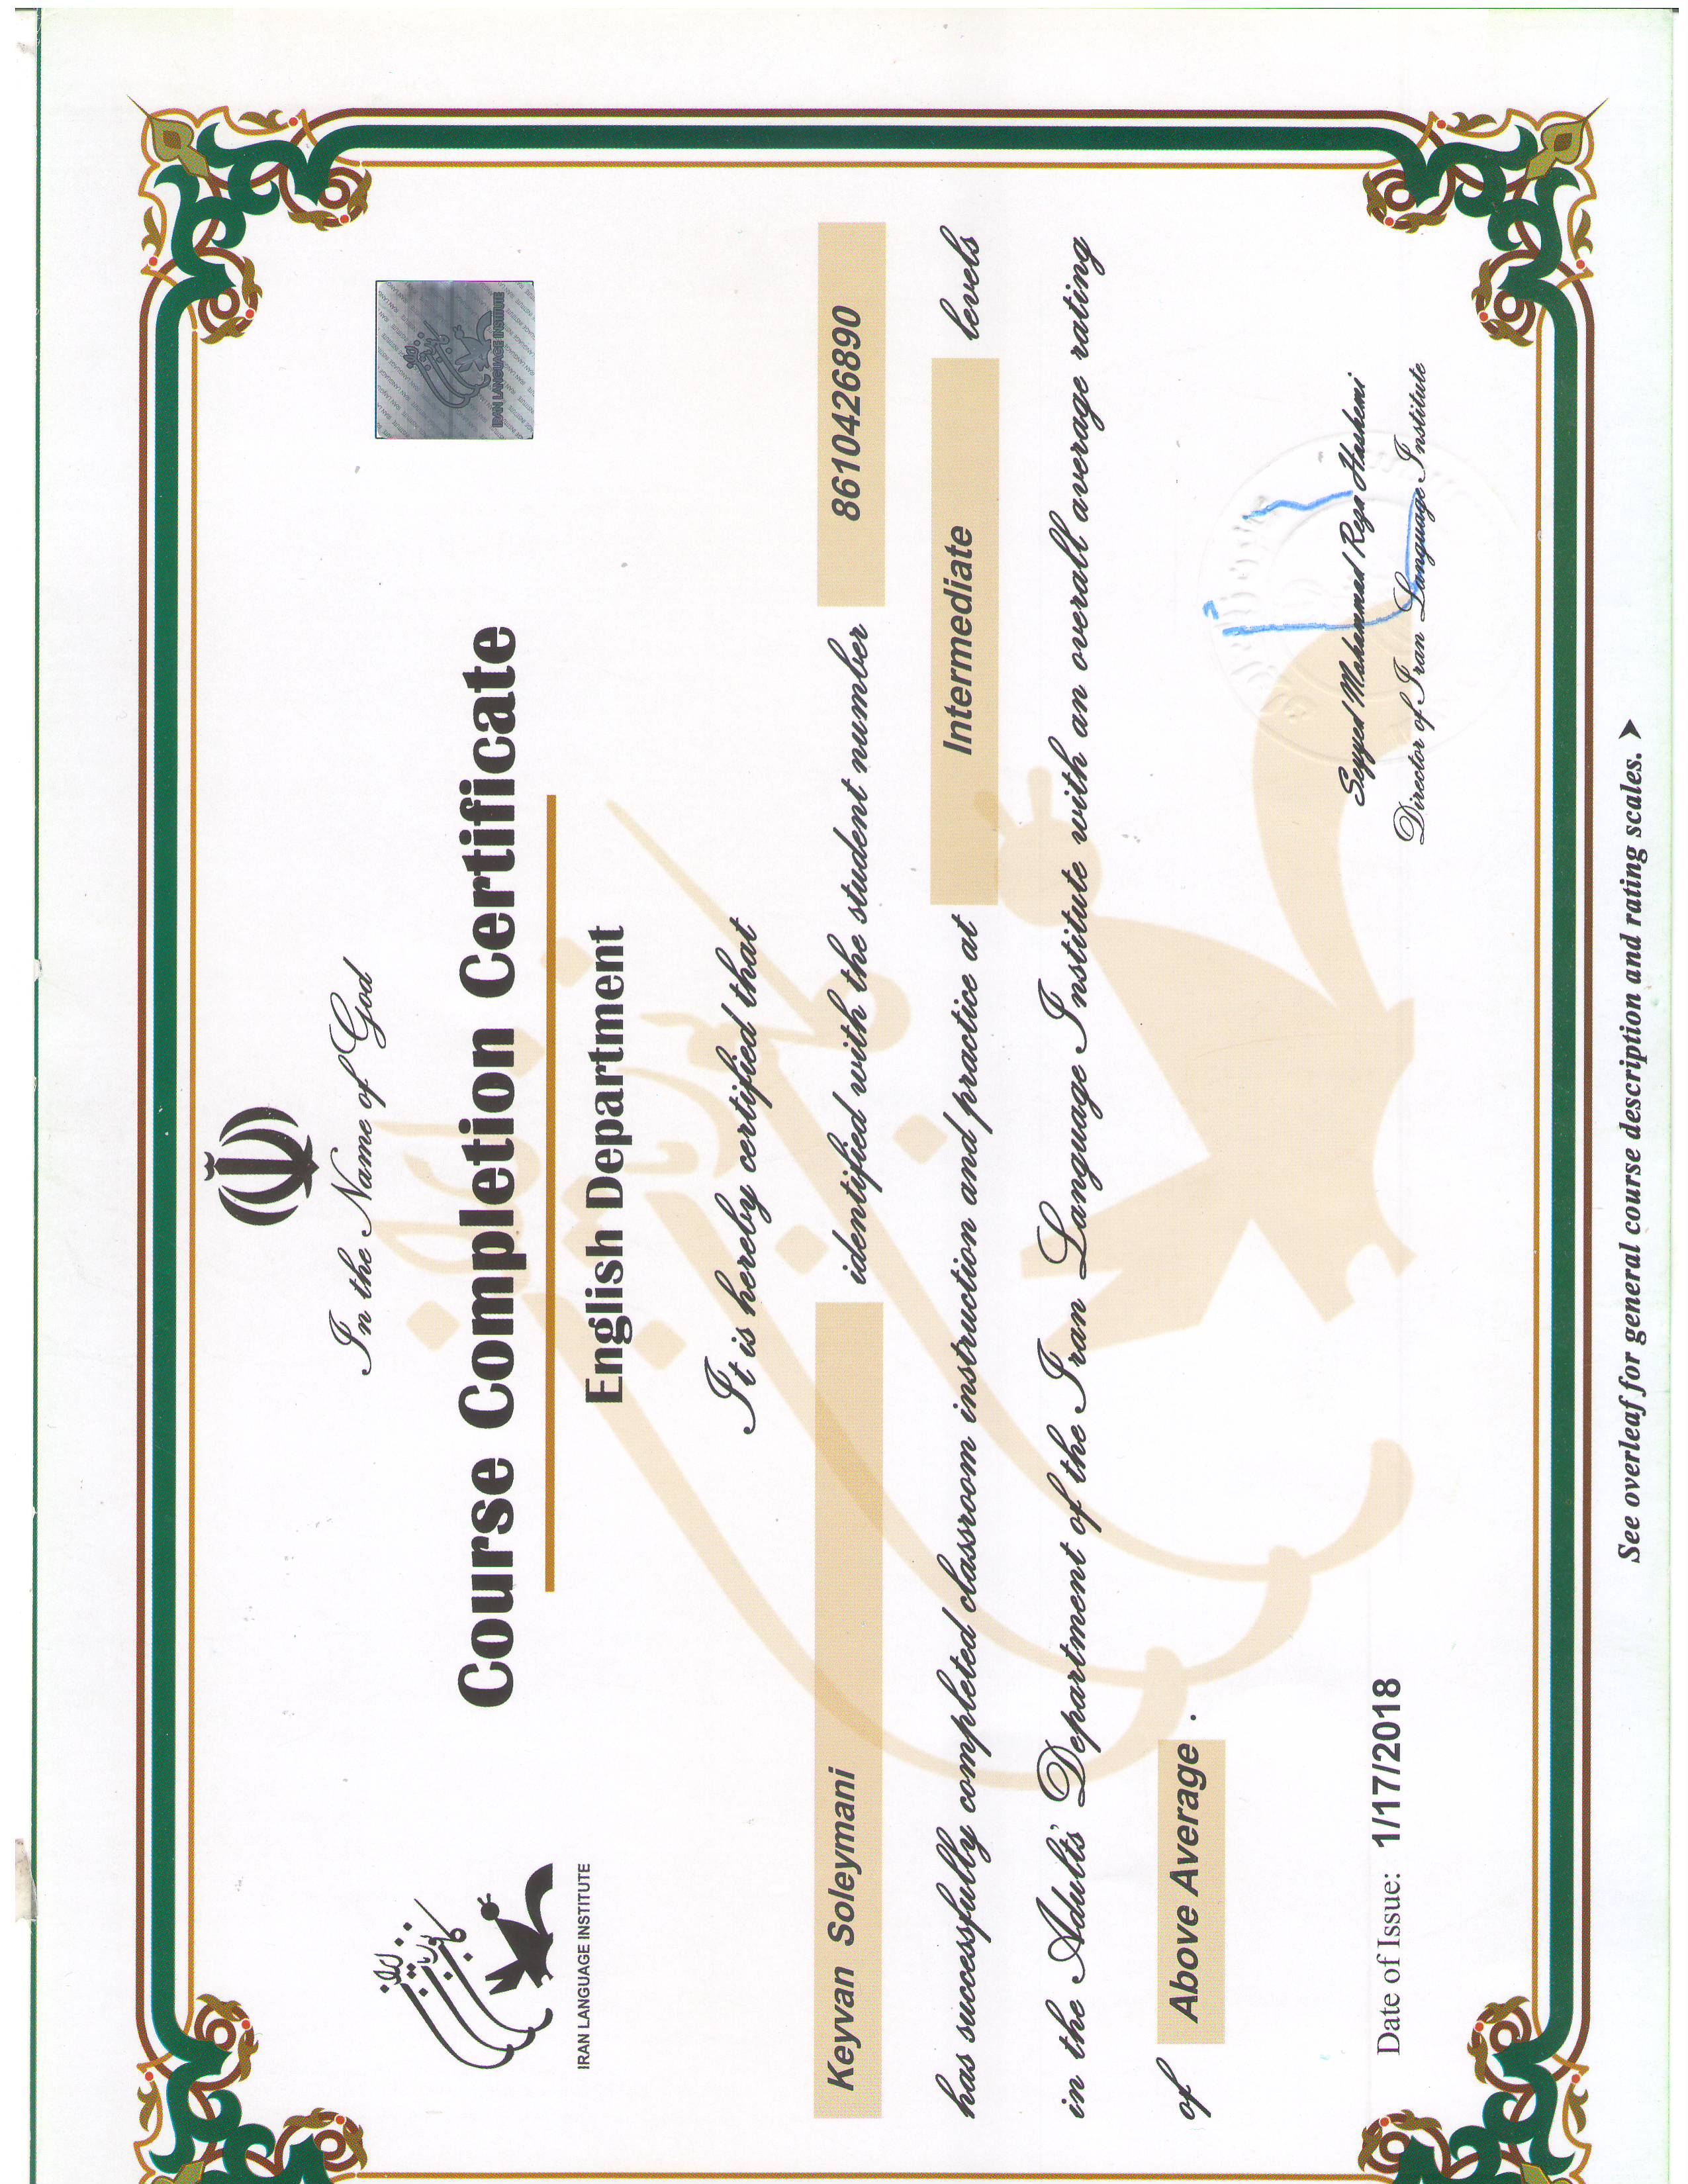 In the Name of God
Course Completion Certificate
English Department
IRAN LANGUAGE INSTITUTE
IRAN LANGUAGE INSTITUTE
It is hereby certified that
Keyvan Soleymani identified with the student number 8610426890
has successfully completed classroom instruction and practice at Intermediate levels
in the Adults' Department of the Iran Language Institute with an overall average rating
of Above Average .
Seyyed Mohammad Reza Hashemi
Director of Iran Language Institute
Date of Issue: 1/17/2018
See overleaf for general course description and rating scales.